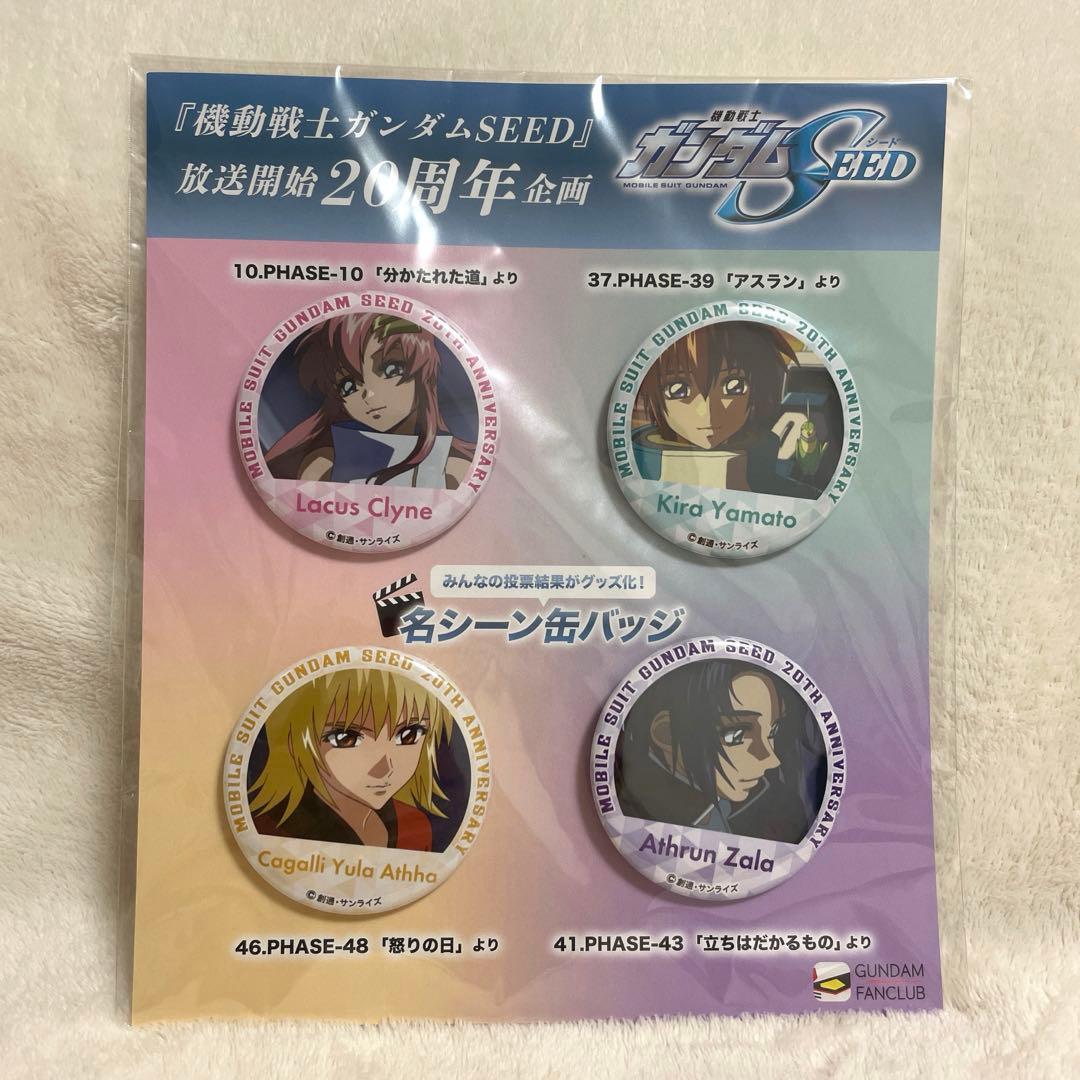 『機動戦士ガンダムSEED』
放送開始20周年企画
機動戦士
ガンダムSEED
シード
MOBILE SUIT GUNDAM
10.PHASE-10「分かたれた道」より
37.PHASE-39「アスラン」より
MOBILE SUIT GUNDAM SEED 20TH ANNIVERSARY
Lacus Clyne
©創通・サンライズ
MOBILE SUIT GUNDAM SEED 20TH ANNIVERSARY
Kira Yamato
©創通・サンライズ
みんなの投票結果がグッズ化!
名シーン缶バッジ
MOBILE SUIT GUNDAM SEED 20TH ANNIVERSARY
Cagalli Yula Athha
©創通・サンライズ
MOBILE SUIT GUNDAM SEED 20TH ANNIVERSARY
Athrun Zala
©創通・サンライズ
46.PHASE-48「怒りの日」より
41.PHASE-43「立ちはだかるもの」より
GUNDAM
FANCLUB